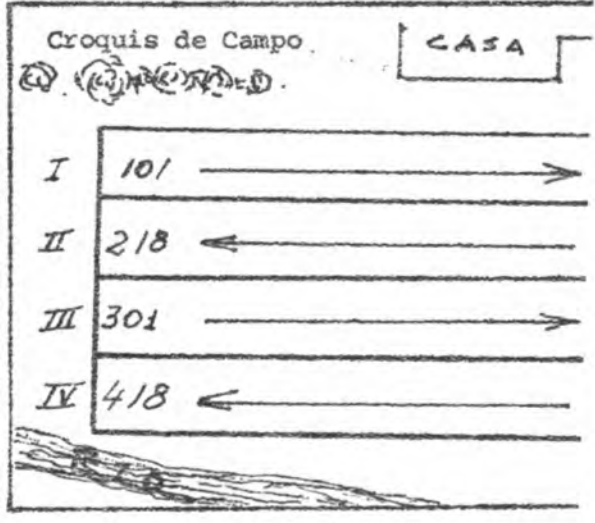 Croquis de Campo
CASA
I 101
II 218
III 301
IV 418